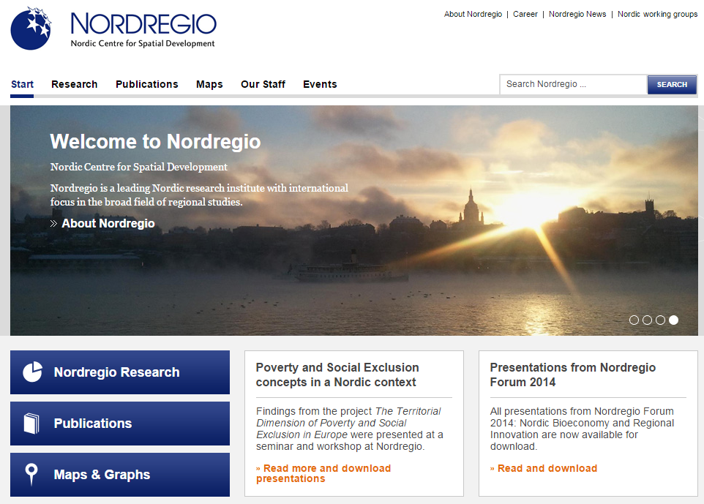 NORDREGIO
Nordic Centre for Spatial Development
About Nordregio | Career | Nordregio News | Nordic working groups
Start Research Publications Maps Our Staff Events
Search Nordregio ... SEARCH
Welcome to Nordregio
Nordic Centre for Spatial Development
Nordregio is a leading Nordic research institute with international
focus in the broad field of regional studies.
» About Nordregio
Nordregio Research
Publications
Maps & Graphs
Poverty and Social Exclusion
concepts in a Nordic context
Findings from the project The Territorial
Dimension of Poverty and Social
Exclusion in Europe were presented at a
seminar and workshop at Nordregio.
» Read more and download
presentations
Presentations from Nordregio
Forum 2014
All presentations from Nordregio Forum
2014: Nordic Bioeconomy and Regional
Innovation are now available for
download.
» Read and download